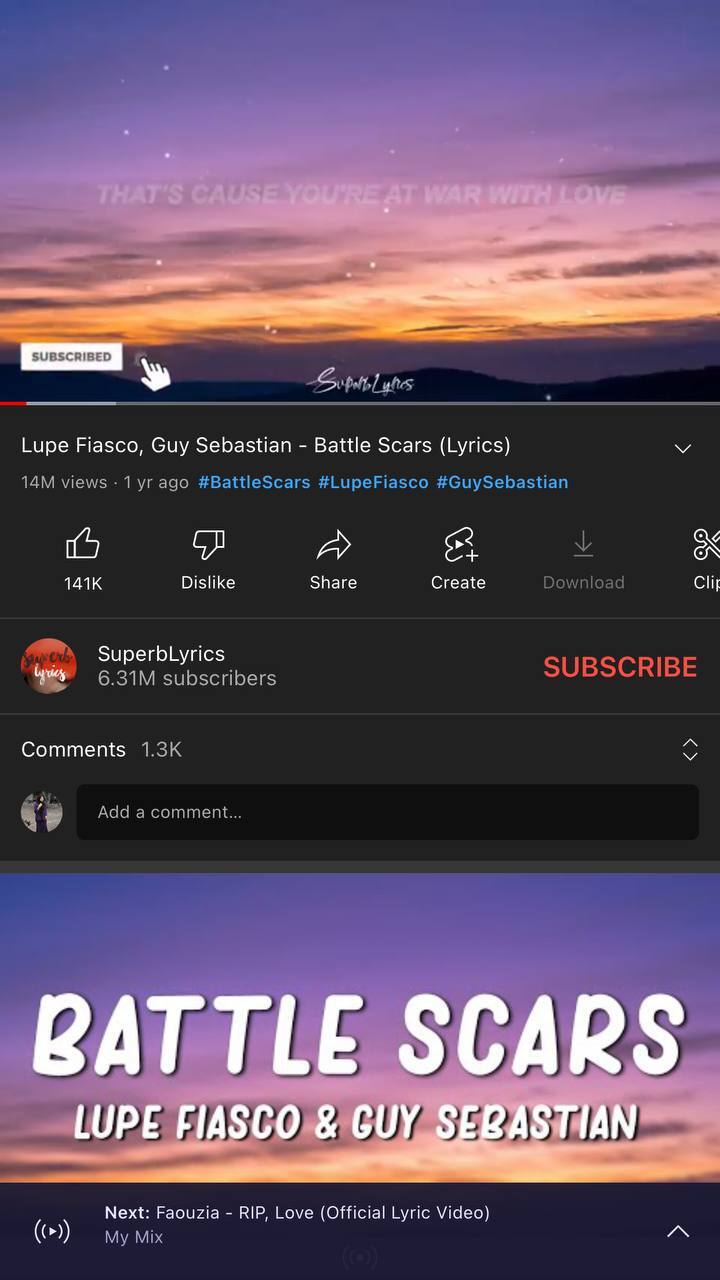 THAT'S CAUSE YOU'RE AT WAR WITH LOVE
SUBSCRIBED
SuperbLyrics
Lupe Fiasco, Guy Sebastian - Battle Scars (Lyrics)
14M views · 1 yr ago #BattleScars #LupeFiasco #GuySebastian
141K Dislike Share Create Download Clip
superb
lyrics
SuperbLyrics
6.31M subscribers
SUBSCRIBE
Comments 1.3K
Add a comment...
BATTLE SCARS
LUPE FIASCO & GUY SEBASTIAN
Next: Faouzia - RIP, Love (Official Lyric Video)
My Mix